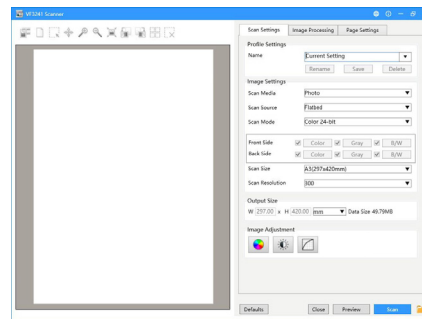 VF3241 Scanner
Scan Settings Image Processing Page Settings
Profile Settings
Name Current Setting
Rename Save Delete
Image Settings
Scan Media Photo
Scan Source Flatbed
Scan Mode Color 24-bit
Front Side Color Gray B/W
Back Side Color Gray B/W
Scan Size A3(297x420mm)
Scan Resolution 300
Output Size
W 297.00 x H 420.00 mm Data Size 49.79MB
Image Adjustment
Defaults Close Preview Scan